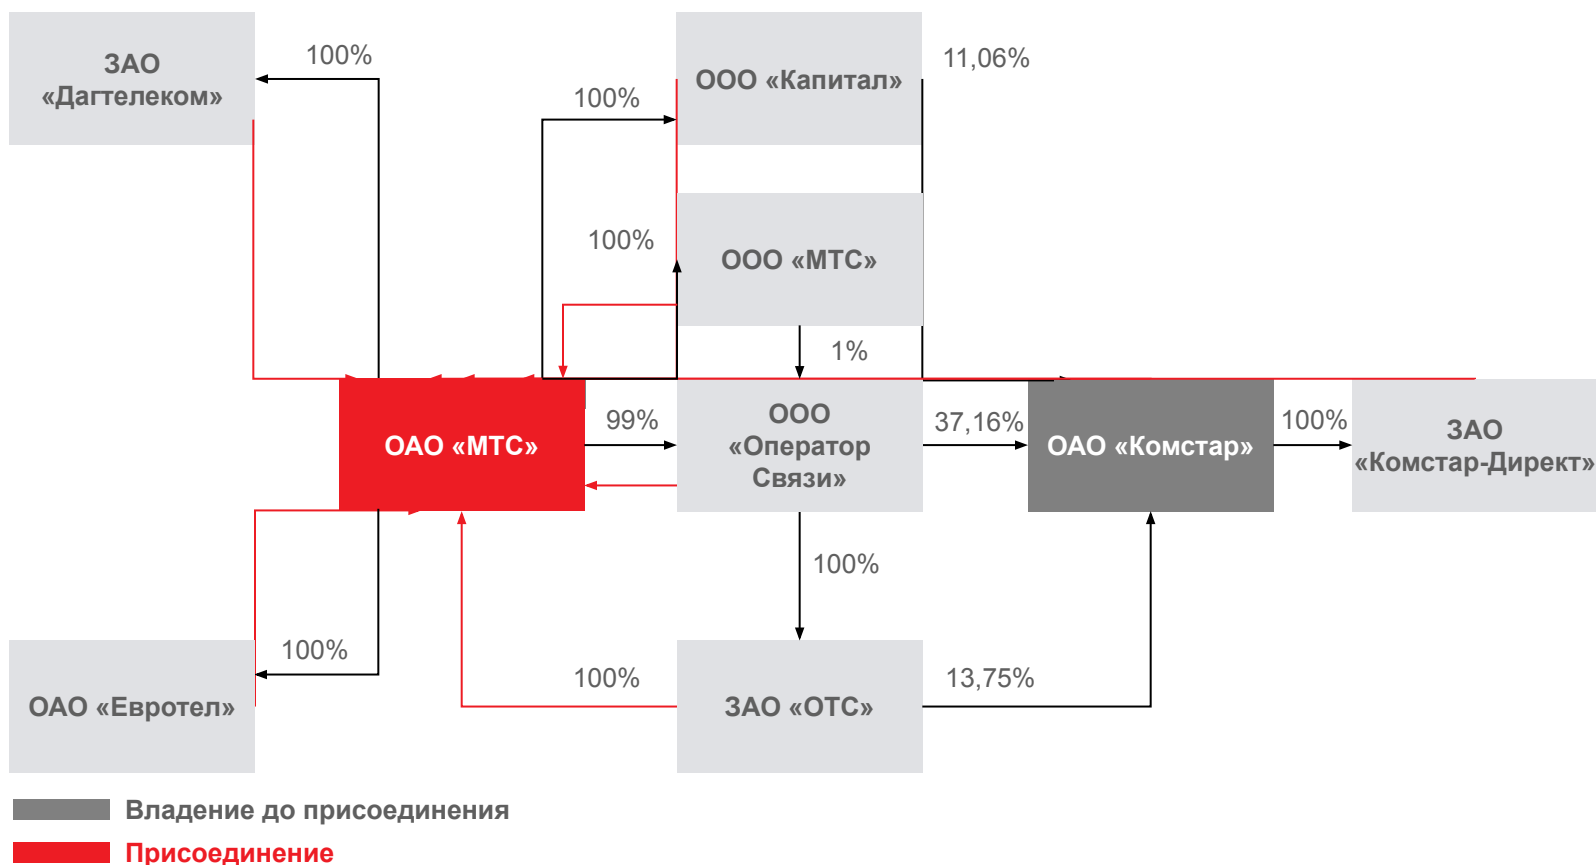 ЗАО
«Дагтелеком»
100%
100%
ООО «Капитал»
11,06%
100%
ООО «МТС»
1%
ОАО «МТС»
99%
ООО
«Оператор
Связи»
37,16%
ОАО «Комстар»
100%
ЗАО
«Комстар-Директ»
100%
ОАО «Евротел»
100%
100%
ЗАО «ОТС»
13,75%
Владение до присоединения
Присоединение